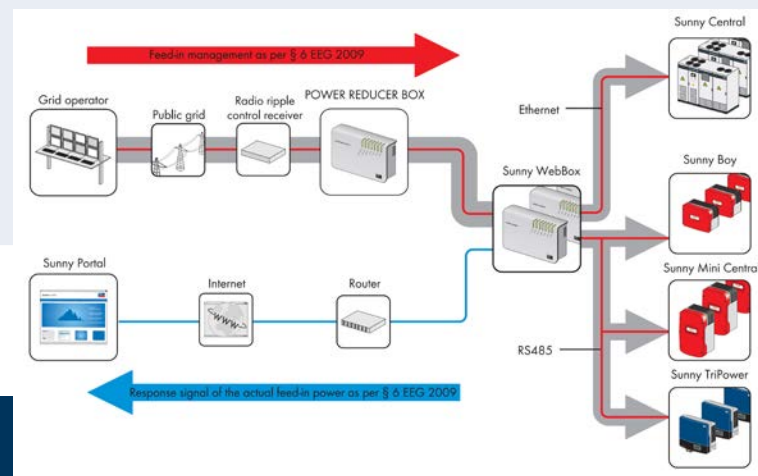 Sunny Central
Feed-in management as per § 6 EEG 2009
Grid operator
Public grid
Radio ripple
control receiver
POWER REDUCER BOX
Ethernet
Sunny WebBox
Sunny Boy
Sunny Portal
Internet
WWW
Router
Sunny Mini Central
RS485
Sunny TriPower
Response signal of the actual feed-in power as per § 6 EEG 2009